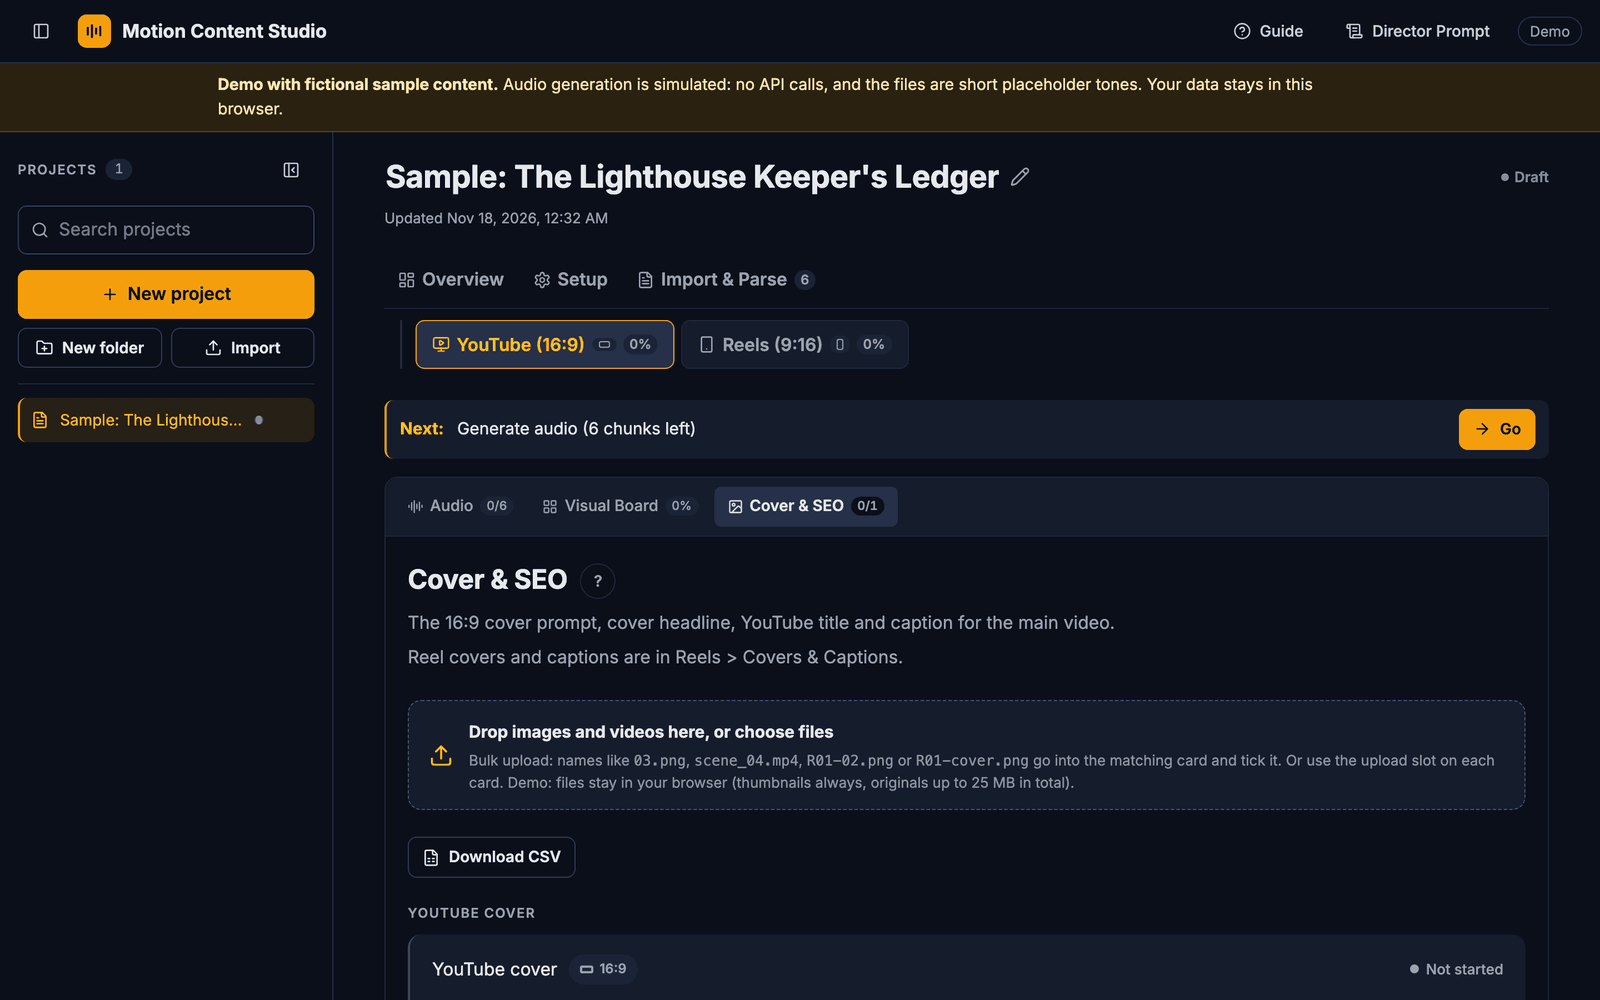 Motion Content Studio
Guide
Director Prompt
Demo
Demo with fictional sample content. Audio generation is simulated: no API calls, and the files are short placeholder tones. Your data stays in this
browser.
PROJECTS 1
Search projects
+ New project
New folder
Import
Sample: The Lighthous...
Sample: The Lighthouse Keeper's Ledger
Draft
Updated Nov 18, 2026, 12:32 AM
Overview
Setup
Import & Parse 6
YouTube (16:9) 0%
Reels (9:16) 0%
Next: Generate audio (6 chunks left)
Go
Audio 0/6
Visual Board 0%
Cover & SEO 0/1
Cover & SEO ?
The 16:9 cover prompt, cover headline, YouTube title and caption for the main video.
Reel covers and captions are in Reels > Covers & Captions.
Drop images and videos here, or choose files
Bulk upload: names like 03.png, scene_04.mp4, R01-02.png or R01-cover.png go into the matching card and tick it. Or use the upload slot on each
card. Demo: files stay in your browser (thumbnails always, originals up to 25 MB in total).
Download CSV
YOUTUBE COVER
YouTube cover 16:9
Not started